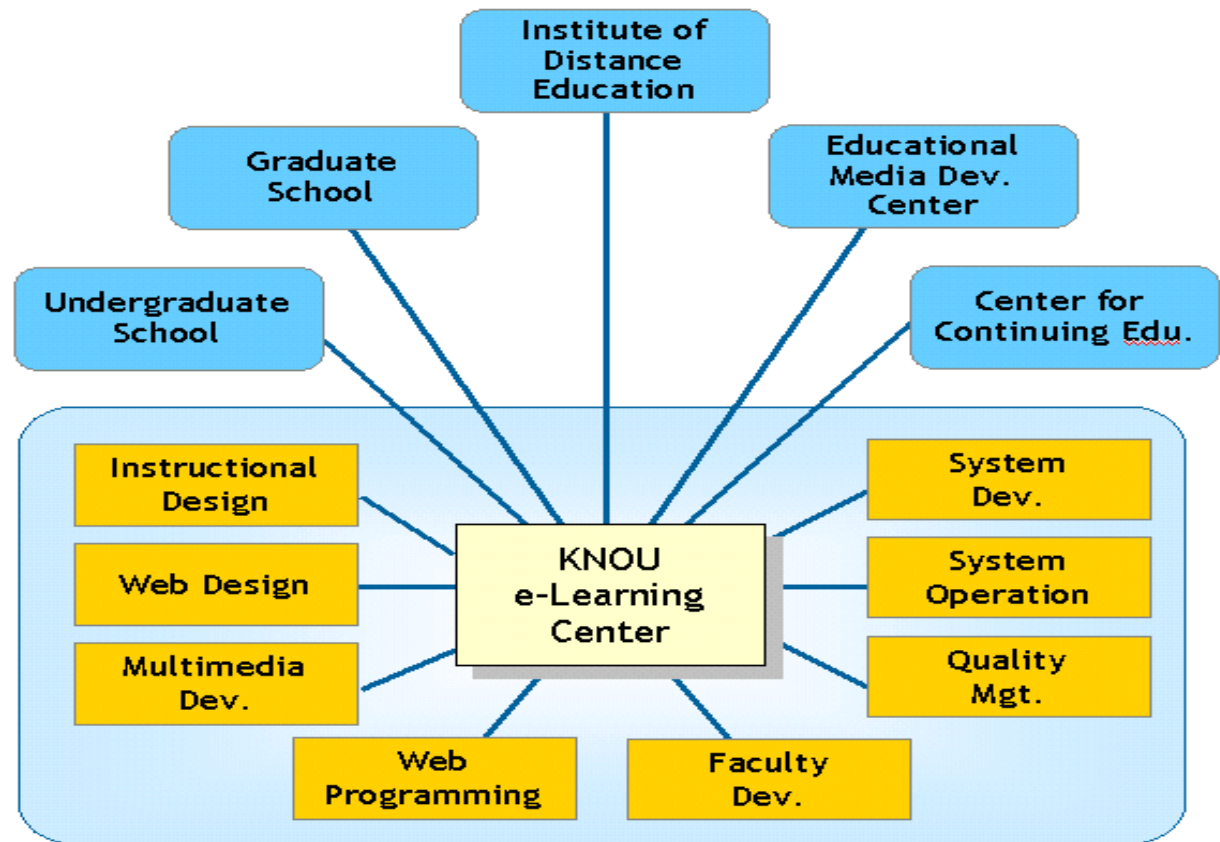 Institute of
Distance
Education
Graduate
School
Educational
Media Dev.
Center
Undergraduate
School
Center for
Continuing Edu.
Instructional
Design
System
Dev.
Web Design
KNOU
e-Learning
Center
System
Operation
Multimedia
Dev.
Quality
Mgt.
Web
Programming
Faculty
Dev.